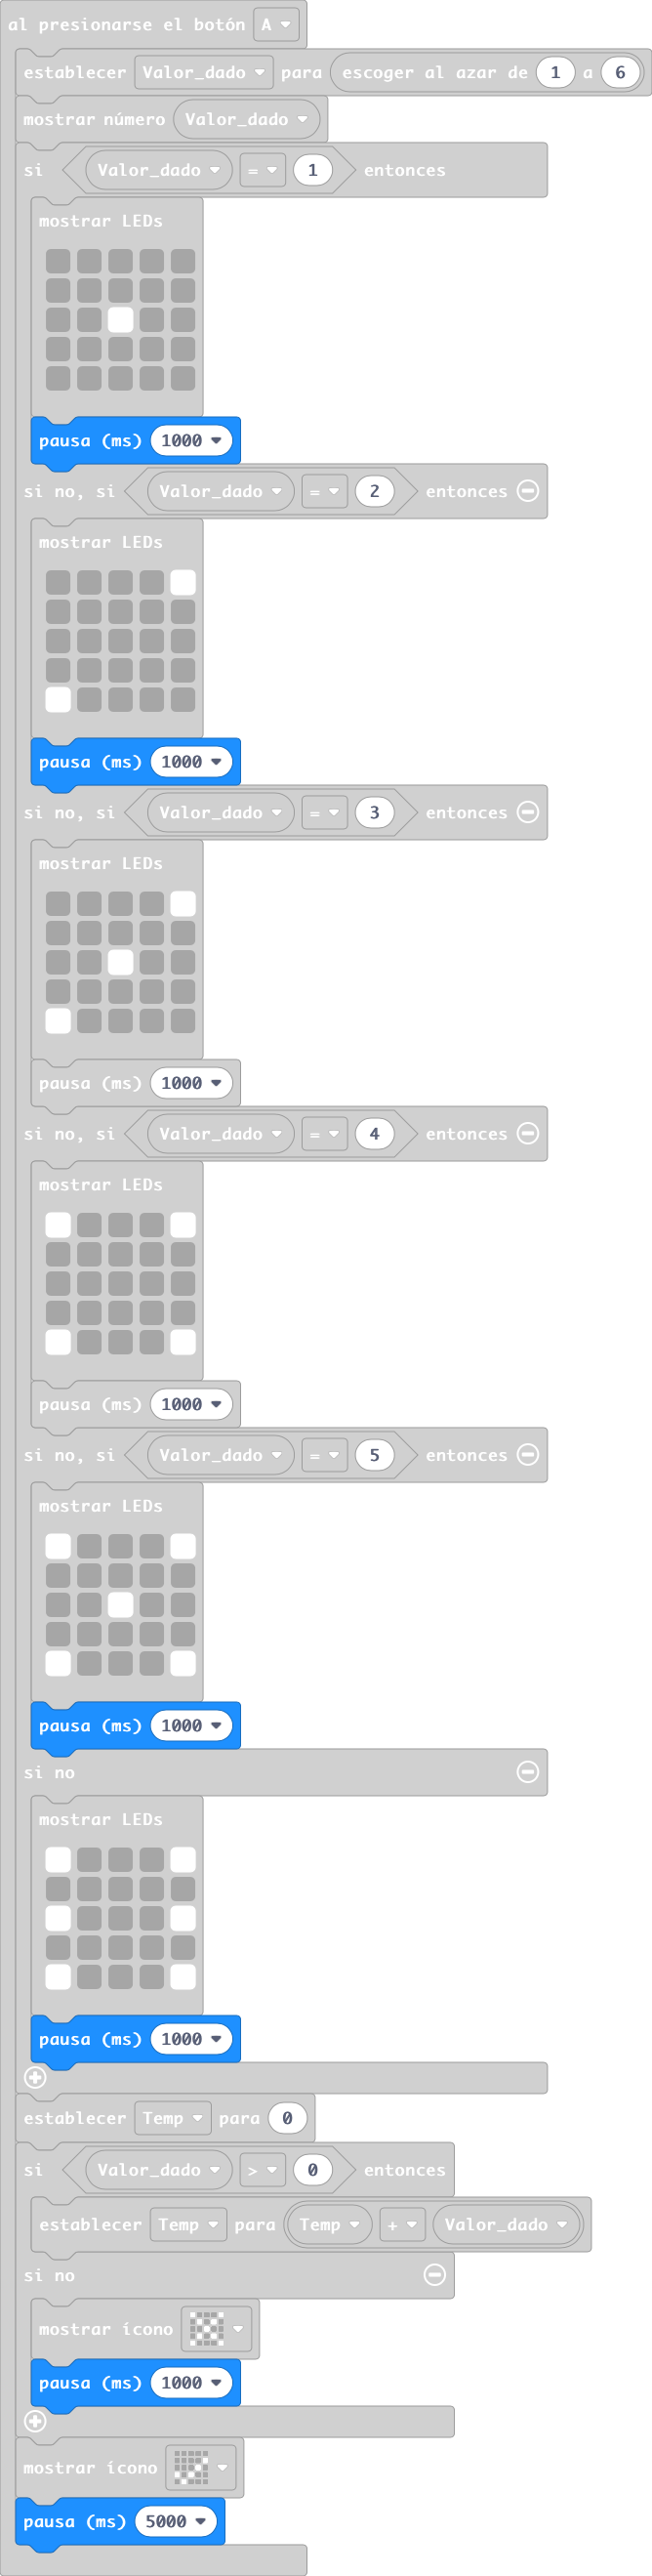 al presionarse el botón A
establecer Valor_dado para escoger al azar de 1 a 6
mostrar número Valor_dado
si Valor_dado = 1 entonces
mostrar LEDs
pausa (ms) 1000
si no, si Valor_dado = 2 entonces
mostrar LEDs
pausa (ms) 1000
si no, si Valor_dado = 3 entonces
mostrar LEDs
pausa (ms) 1000
si no, si Valor_dado = 4 entonces
mostrar LEDs
pausa (ms) 1000
si no, si Valor_dado = 5 entonces
mostrar LEDs
pausa (ms) 1000
si no
mostrar LEDs
pausa (ms) 1000
establecer Temp para 0
si Valor_dado > 0 entonces
establecer Temp para Temp + Valor_dado
si no
mostrar ícono
pausa (ms) 1000
mostrar ícono
pausa (ms) 5000